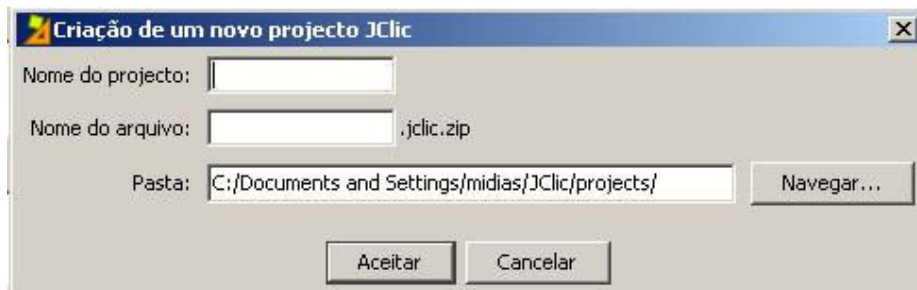 Criação de um novo projecto JClic
Nome do projecto:
Nome do arquivo: .jclic.zip
Pasta: C:/Documents and Settings/midias/JClic/projects/ Navegar...
Aceitar Cancelar